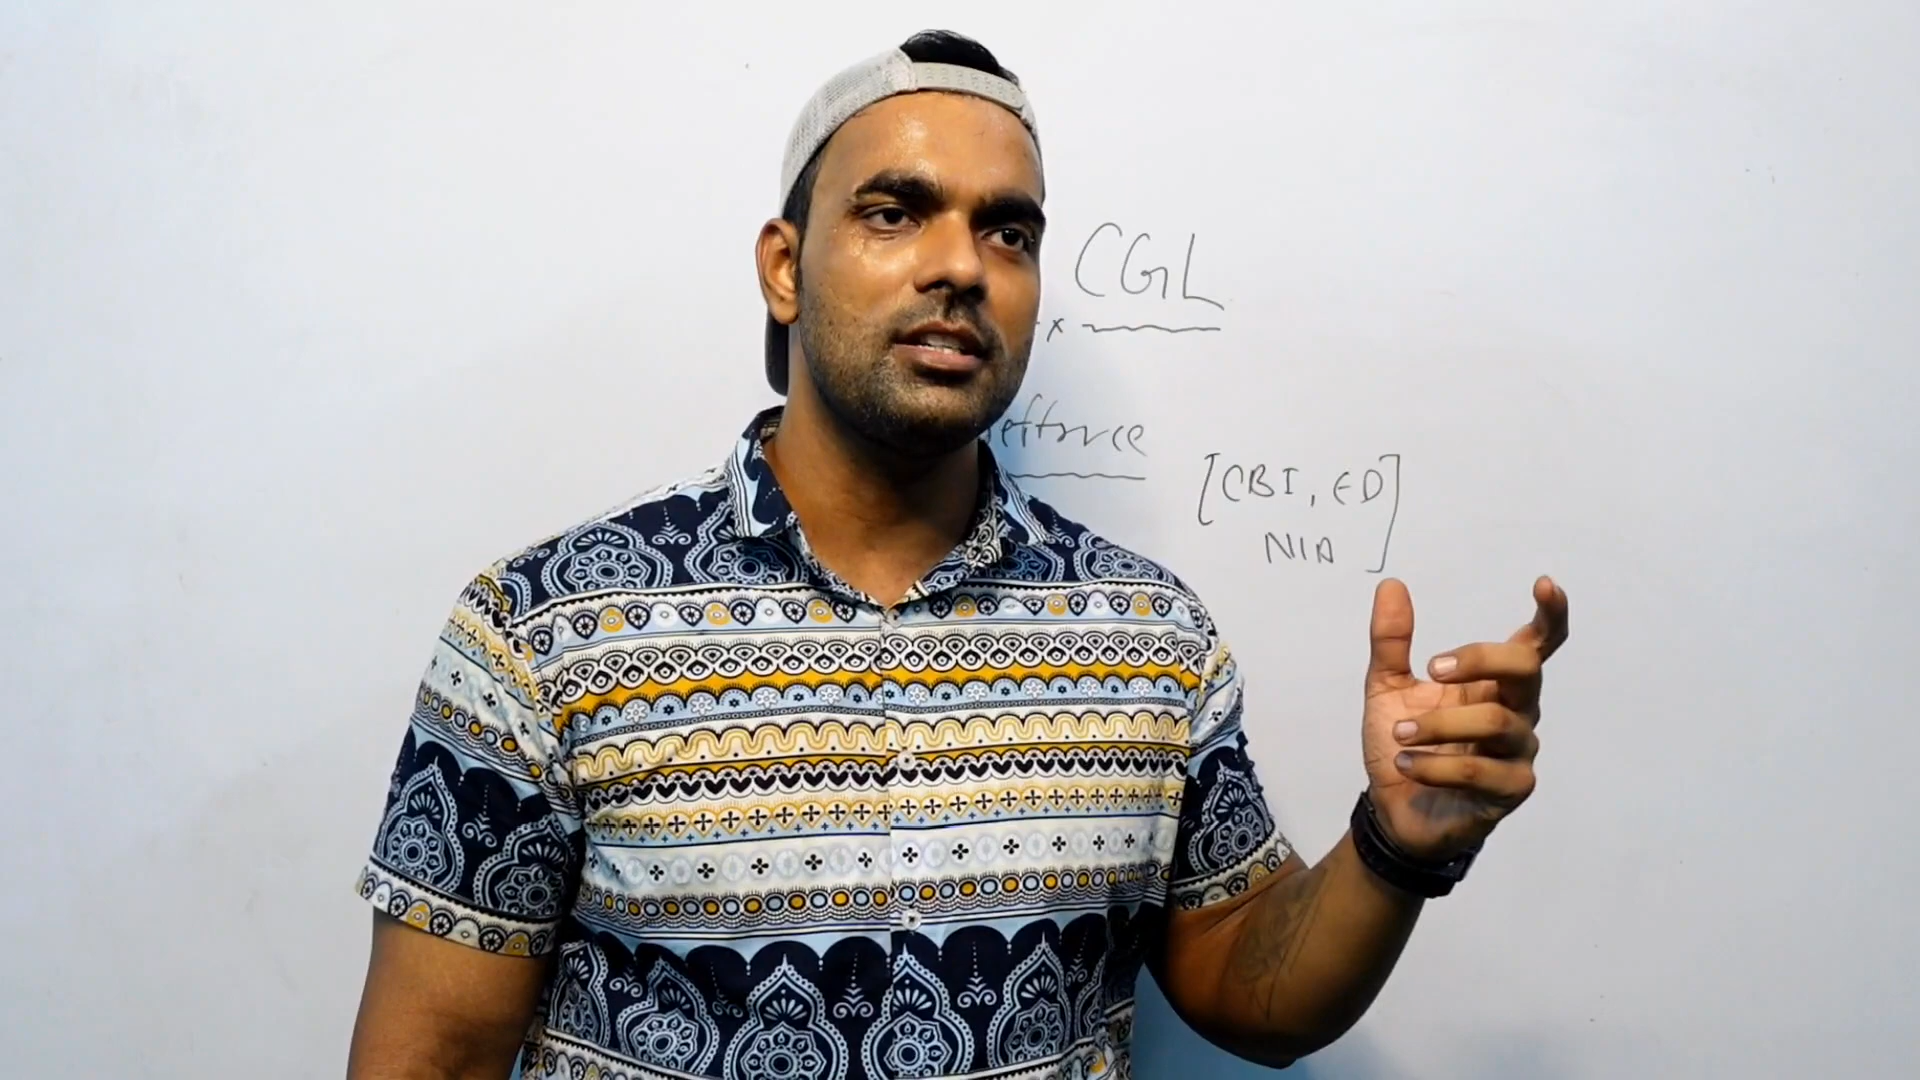 CGL
x
[CBI, ED]
NIA